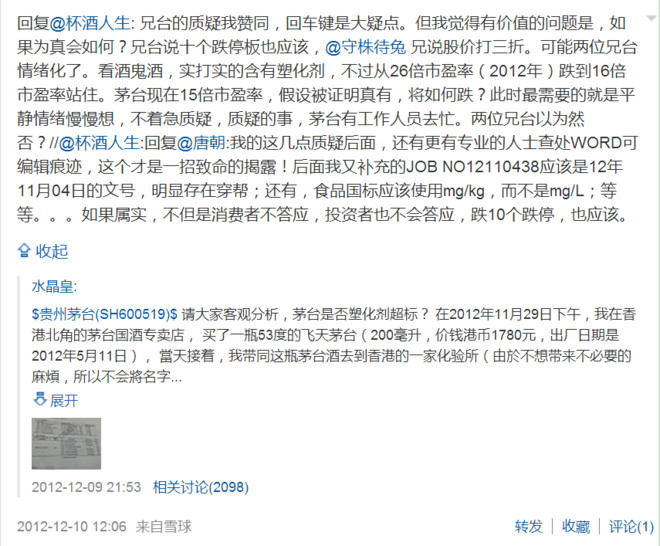 回复@杯酒人生: 兄台的质疑我赞同，回车键是大疑点。但我觉得有价值的问题是，如
果为真会如何？兄台说十个跌停板也应该，@守株待兔 兄说股价打三折。可能两位兄台
情绪化了。看酒鬼酒，实打实的含有塑化剂，不过从26倍市盈率（2012年）跌到16倍
市盈率站住。茅台现在15倍市盈率，假设被证明真有，将如何跌？此时最需要的就是平
静情绪慢慢想，不着急质疑，质疑的事，茅台有工作人员去忙。两位兄台以为然
否？//@杯酒人生:回复@唐朝:我的这几点质疑后面，还有更有专业的人士查处WORD可
编辑痕迹，这个才是一招致命的揭露！后面我又补充的JOB NO12110438应该是12年
11月04日的文号，明显存在穿帮；还有，食品国标应该使用mg/kg，而不是mg/L；等
等。。。如果属实，不但是消费者不答应，投资者也不会答应，跌10个跌停，也应该。
收起
水晶皇:
$贵州茅台(SH600519)$ 请大家客观分析，茅台是否塑化剂超标？ 在2012年11月29日下午，我在香
港北角的茅台国酒专卖店， 买了一瓶53度的飞天茅台（200毫升，价钱港币1780元，出厂日期是
2012年5月11日）， 當天接着，我带同这瓶茅台酒去到香港的一家化验所（由於不想带来不必要的
麻煩，所以不会將名字...
展开
2012-12-09 21:53 相关讨论(2098)
2012-12-10 12:06 来自雪球 转发 收藏 评论(1)